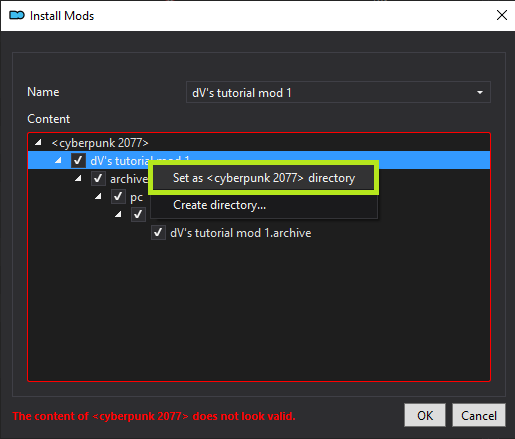 Install Mods
Name
dV's tutorial mod 1
Content
<cyberpunk 2077>
dV's tutorial mod 1
archive
Set as <cyberpunk 2077> directory
pc
Create directory...
dV's tutorial mod 1.archive
The content of <cyberpunk 2077> does not look valid.
OK
Cancel